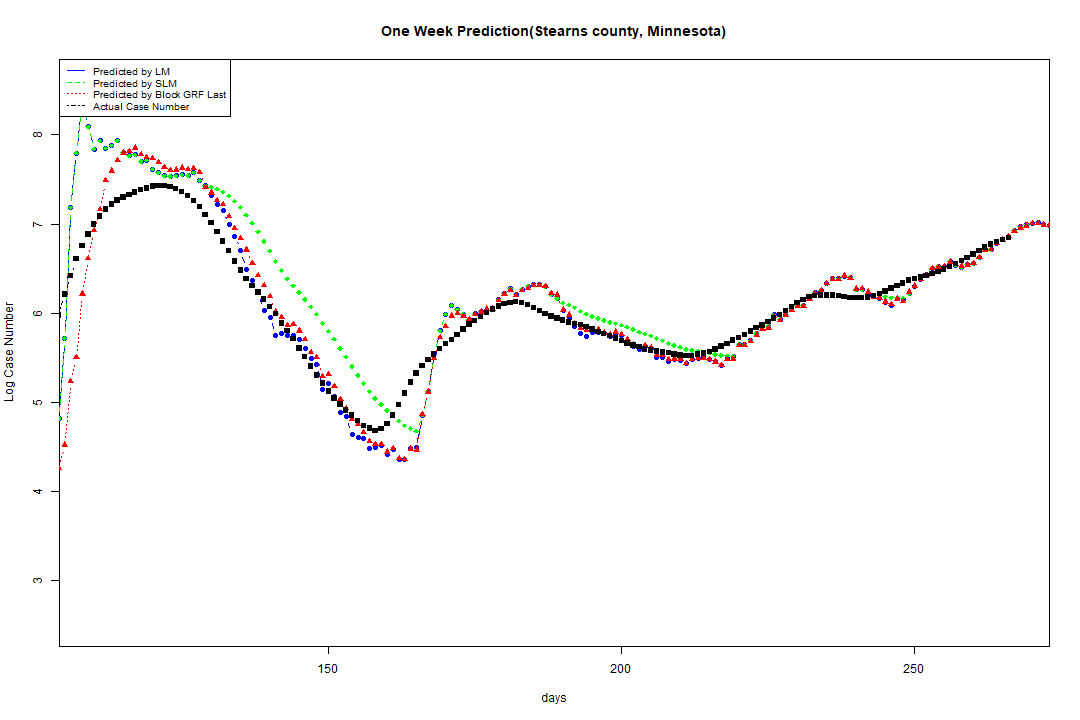 One Week Prediction(Stearns county, Minnesota)
Predicted by LM
Predicted by SLM
Predicted by Block GRF Last
Actual Case Number
Log Case Number
8
7
6
5
4
3
150
200
250
days